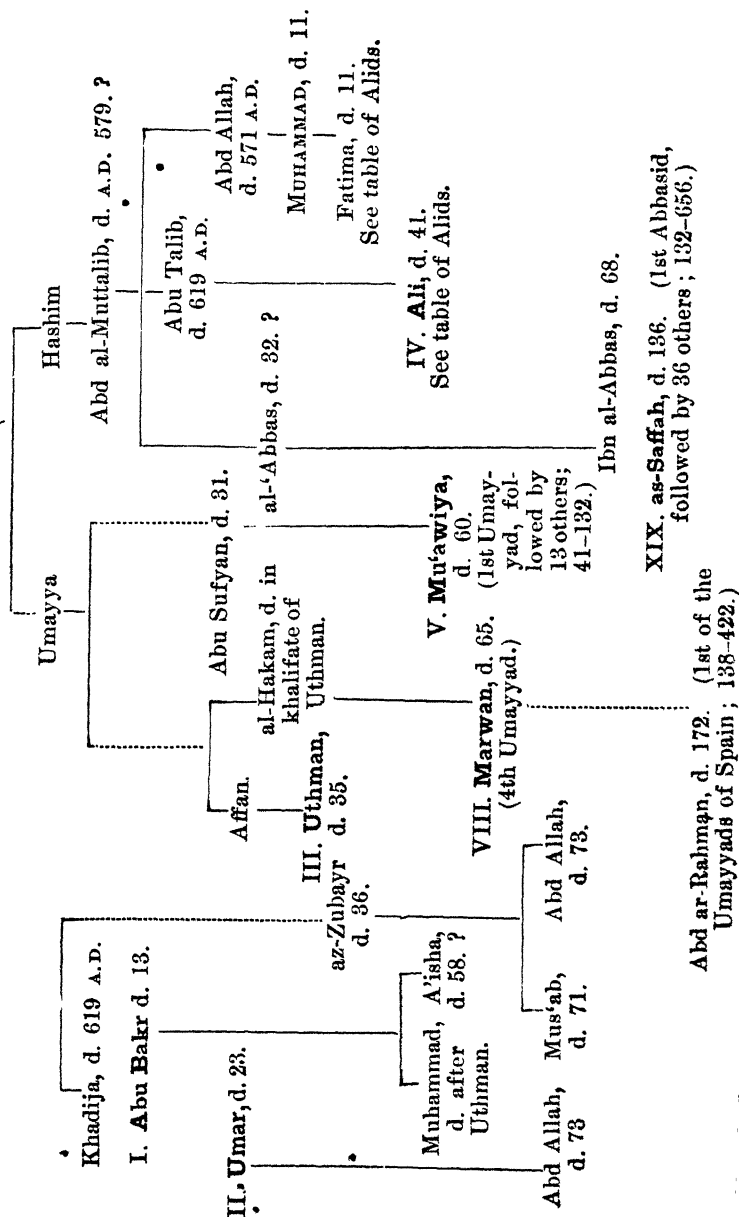 Umayya
Hashim
Abd al-Muttalib, d. A.D. 579. ?
Khadija, d. 619 A.D.
I. Abu Bakr d. 13.
II. Umar, d. 23.
Affan.
al-Hakam, d. in
khalifate of
Uthman.
Abu Sufyan, d. 31.
al-‘Abbas, d. 32. ?
Abu Talib,
d. 619 A.D.
Abd Allah,
d. 571 A.D.
MUHAMMAD, d. 11.
Fatima, d. 11.
See table of Alids.
III. Uthman,
d. 35.
az-Zubayr
d. 36.
IV. Ali, d. 41.
See table of Alids.
V. Mu‘awiya,
d. 60.
(1st Umay-
yad, fol-
lowed by
13 others;
41–132.)
Muhammad,
d. after
Uthman.
A'isha,
d. 58. ?
VIII. Marwan, d. 65.
(4th Umayyad.)
Abd Allah,
d. 73
Mus‘ab,
d. 71.
Abd Allah,
d. 73.
Ibn al-Abbas, d. 68.
XIX. as-Saffah, d. 136. (1st Abbasid,
followed by 36 others; 132–656.)
Abd ar-Rahman, d. 172. (1st of the
Umayyads of Spain; 138–422.)